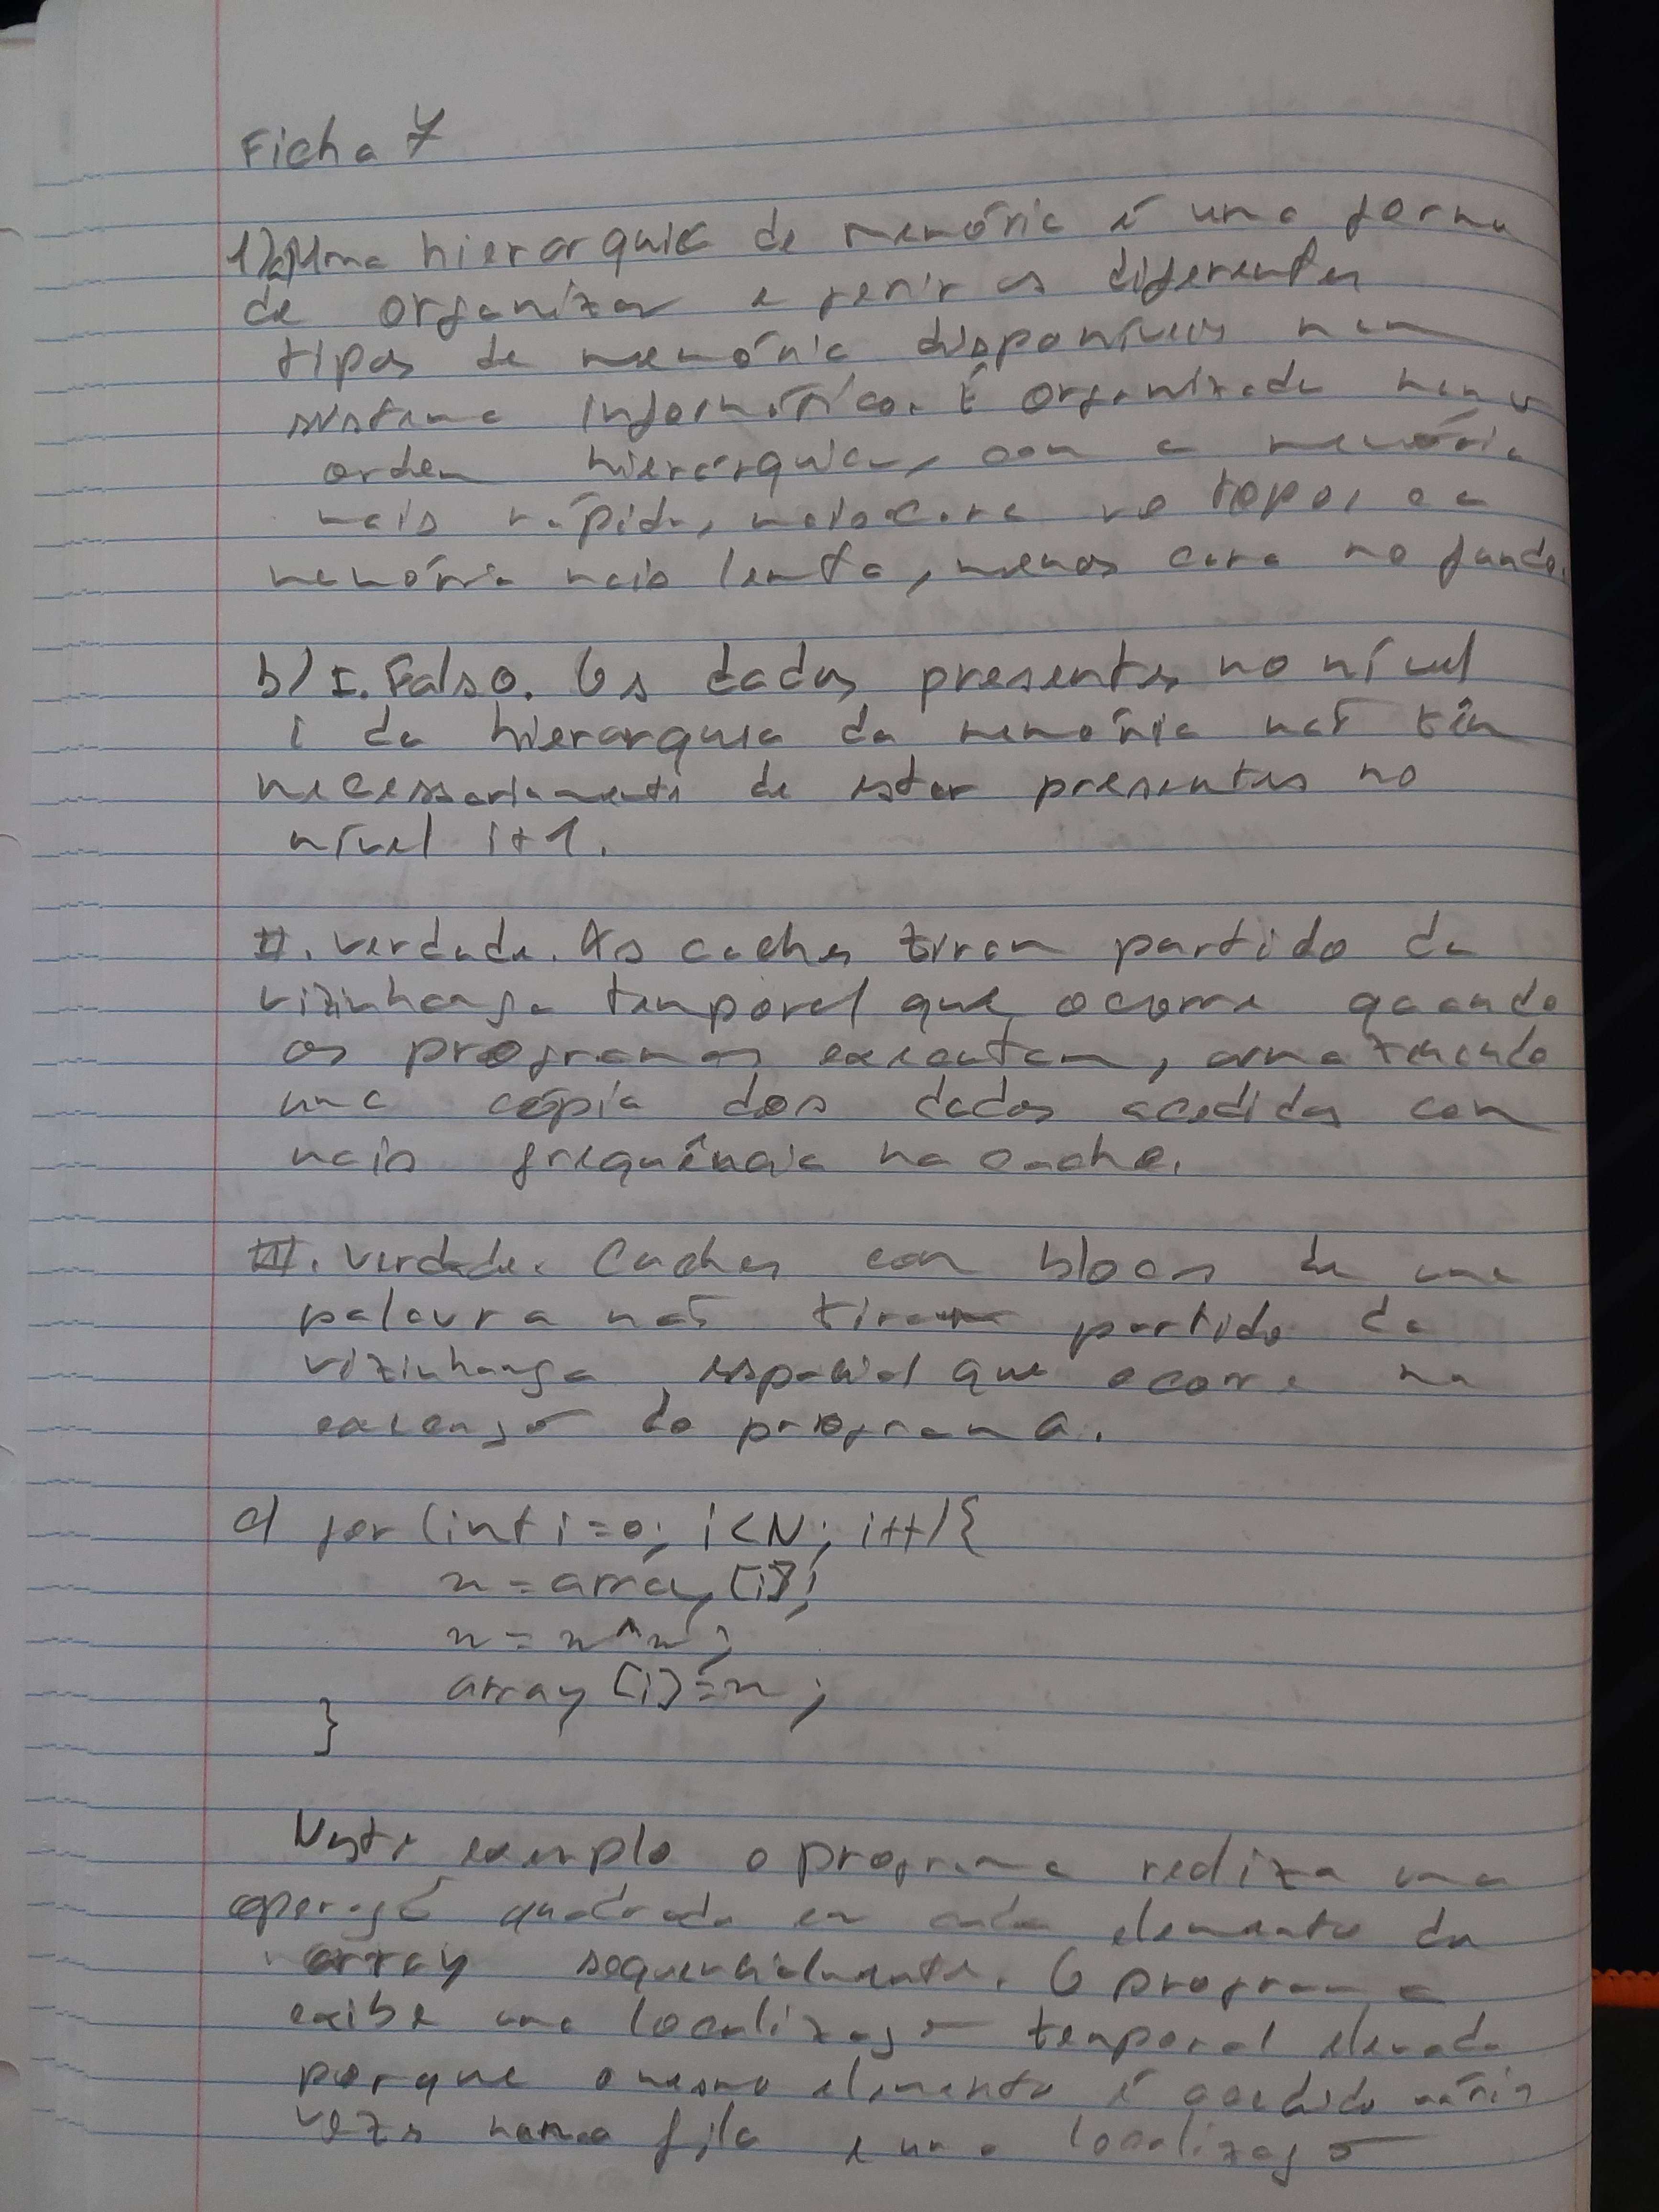 Ficha 7
1)a) Uma hierarquia de memória é uma forma
de organizar e gerir os diferentes
tipos de memória disponíveis num
sistema informático. É organizada numa
ordem hierárquica, com a memória
mais rápida, mais cara no topo, e a
memória mais lenta, menos cara no fundo.
b) I. Falso. Os dados presentes no nível
i da hierarquia da memória não têm
necessariamente de estar presentes no
nível i+1.
II. Verdade. As caches tiram partido da
vizinhança temporal que ocorre quando
os programas executam, armazenando
uma cópia dos dados acedidos com
mais frequência na cache.
III. Verdade. Caches com blocos de uma
palavra não tiram partido da
vizinhança espacial que ocorre na
execução do programa.
c) for (int i=0; i<N; i++){
x = array[i];
x = x^x;
array[i]=x;
}
Neste exemplo o programa realiza uma
operação quadrada em cada elemento da
array sequencialmente. O programa
exibe uma localização temporal elevada
porque o mesmo elemento é acedido várias
vezes numa fila e uma localização